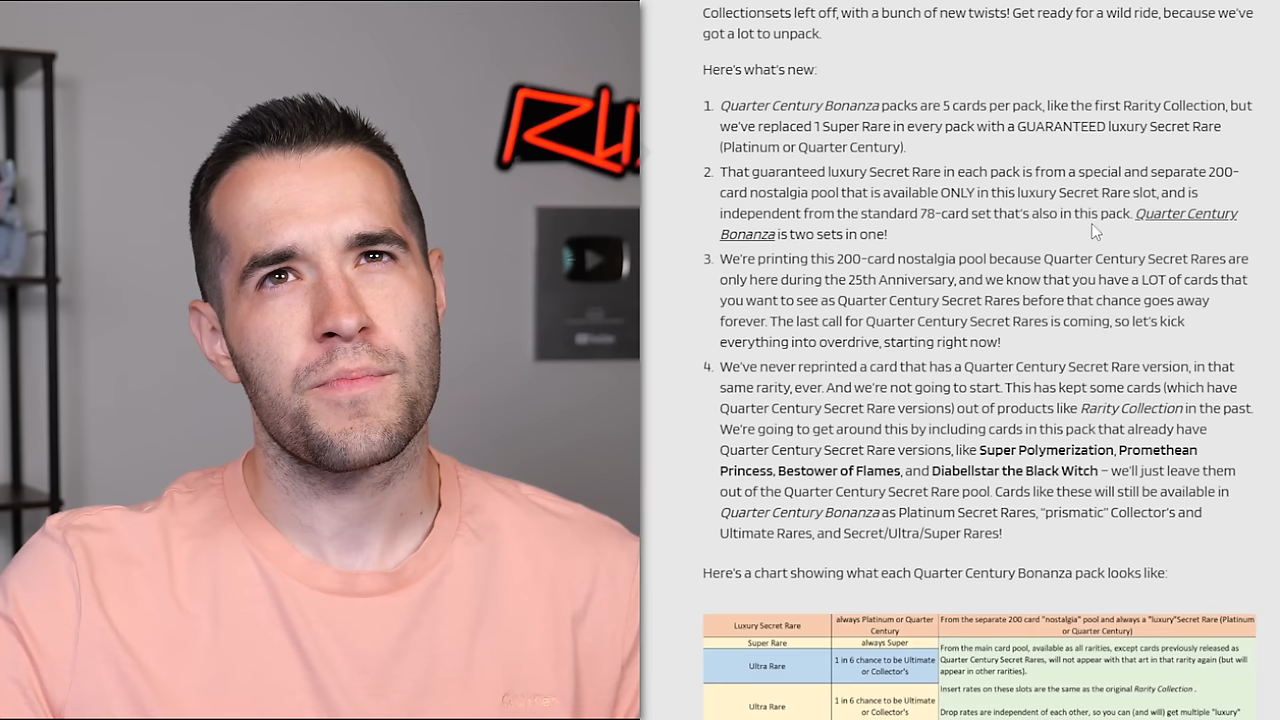 Collectionsets left off, with a bunch of new twists! Get ready for a wild ride, because we've
got a lot to unpack.
Here's what's new:
1. Quarter Century Bonanza packs are 5 cards per pack, like the first Rarity Collection, but
we've replaced 1 Super Rare in every pack with a GUARANTEED luxury Secret Rare
(Platinum or Quarter Century).
2. That guaranteed luxury Secret Rare in each pack is from a special and separate 200-
card nostalgia pool that is available ONLY in this luxury Secret Rare slot, and is
independent from the standard 78-card set that's also in this pack. Quarter Century
Bonanza is two sets in one!
3. We're printing this 200-card nostalgia pool because Quarter Century Secret Rares are
only here during the 25th Anniversary, and we know that you have a LOT of cards that
you want to see as Quarter Century Secret Rares before that chance goes away
forever. The last call for Quarter Century Secret Rares is coming, so let's kick
everything into overdrive, starting right now!
4. We've never reprinted a card that has a Quarter Century Secret Rare version, in that
same rarity, ever. And we're not going to start. This has kept some cards (which have
Quarter Century Secret Rare versions) out of products like Rarity Collection in the past.
We're going to get around this by including cards in this pack that already have
Quarter Century Secret Rare versions, like Super Polymerization, Promethean
Princess, Bestower of Flames, and Diabellstar the Black Witch – we'll just leave them
out of the Quarter Century Secret Rare pool. Cards like these will still be available in
Quarter Century Bonanza as Platinum Secret Rares, "prismatic" Collector's and
Ultimate Rares, and Secret/Ultra/Super Rares!
Here's a chart showing what each Quarter Century Bonanza pack looks like:
Luxury Secret Rare
always Platinum or Quarter
Century
From the separate 200 card "nostalgia" pool and always a "luxury"Secret Rare (Platinum
or Quarter Century)
Super Rare
always Super
Ultra Rare
1 in 6 chance to be Ultimate
or Collector's
From the main card pool, available as all rarities, except cards previously released as
Quarter Century Secret Rares, will not appear with that art in that rarity again (but will
appear in other rarities).
Ultra Rare
1 in 6 chance to be Ultimate
or Collector's
Insert rates on these slots are the same as the original Rarity Collection .
Drop rates are independent of each other, so you can (and will) get multiple "luxury"